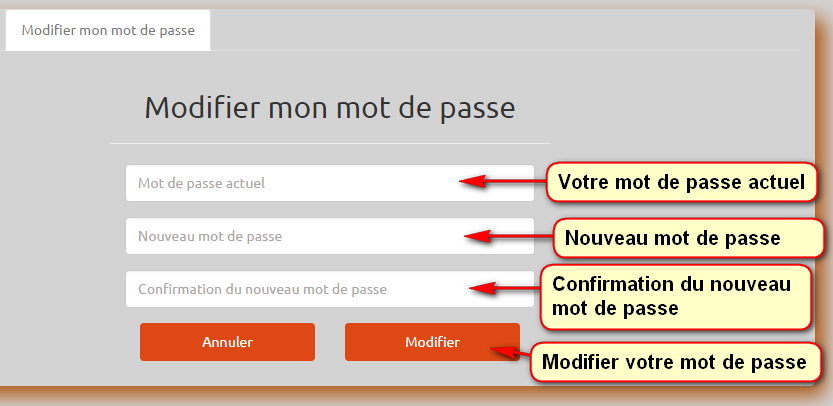 Modifier mon mot de passe
Modifier mon mot de passe
Mot de passe actuel
Votre mot de passe actuel
Nouveau mot de passe
Nouveau mot de passe
Confirmation du nouveau mot de passe
Confirmation du nouveau
mot de passe
Annuler
Modifier
Modifier votre mot de passe